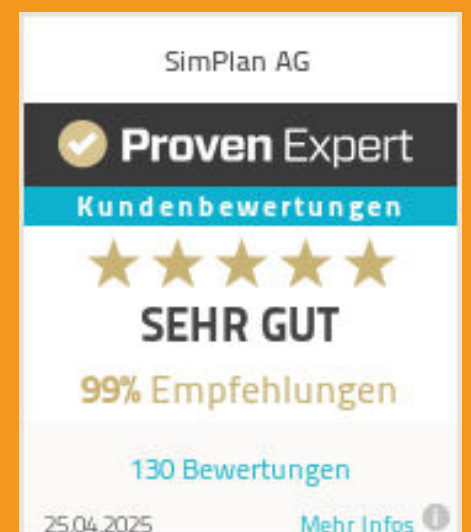 SimPlan AG
Proven Expert
Kundenbewertungen
SEHR GUT
99% Empfehlungen
130 Bewertungen
25.04.2025 Mehr Infos i